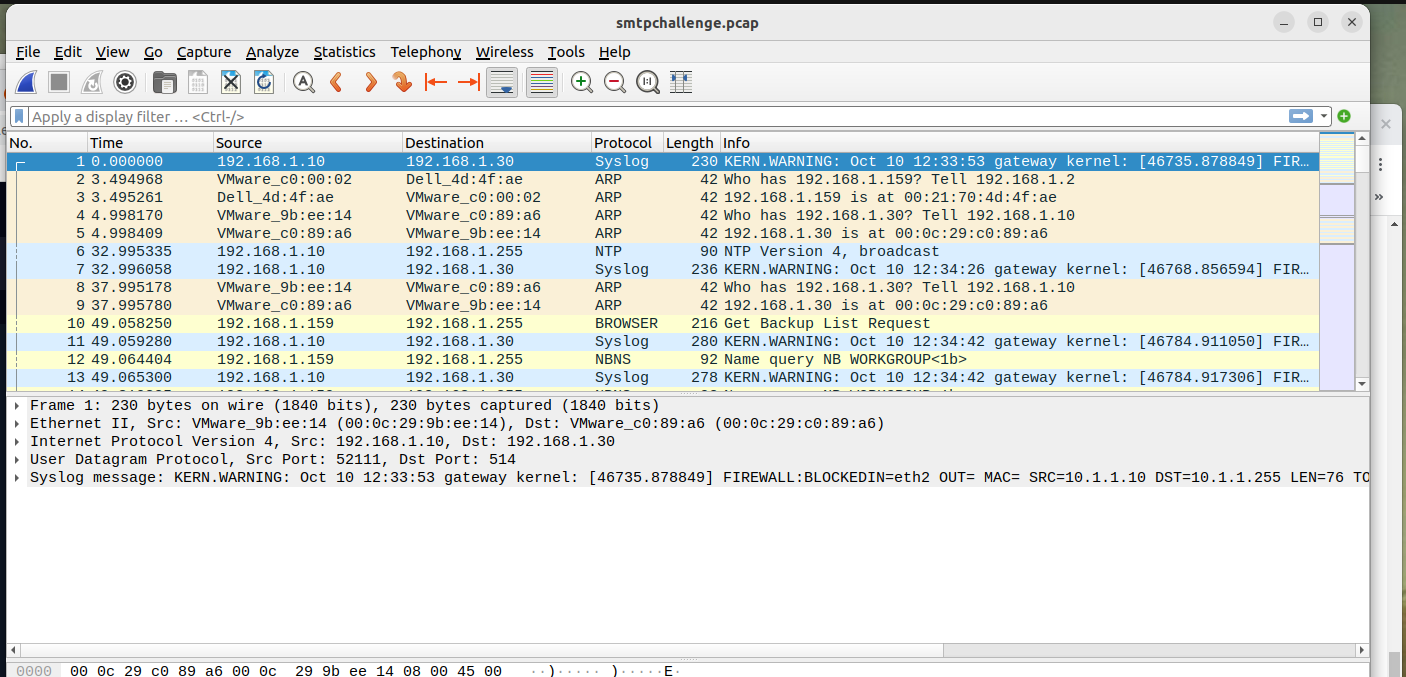 smtpchallenge.pcap
File Edit View Go Capture Analyze Statistics Telephony Wireless Tools Help
Apply a display filter … <Ctrl-/>
No. Time Source Destination Protocol Length Info
1 0.000000 192.168.1.10 192.168.1.30 Syslog 230 KERN.WARNING: Oct 10 12:33:53 gateway kernel: [46735.878849] FIR…
2 3.494968 VMware_c0:00:02 Dell_4d:4f:ae ARP 42 Who has 192.168.1.159? Tell 192.168.1.2
3 3.495261 Dell_4d:4f:ae VMware_c0:00:02 ARP 42 192.168.1.159 is at 00:21:70:4d:4f:ae
4 4.998170 VMware_9b:ee:14 VMware_c0:89:a6 ARP 42 Who has 192.168.1.30? Tell 192.168.1.10
5 4.998409 VMware_c0:89:a6 VMware_9b:ee:14 ARP 42 192.168.1.30 is at 00:0c:29:c0:89:a6
6 32.995335 192.168.1.10 192.168.1.255 NTP 90 NTP Version 4, broadcast
7 32.996058 192.168.1.10 192.168.1.30 Syslog 236 KERN.WARNING: Oct 10 12:34:26 gateway kernel: [46768.856594] FIR…
8 37.995178 VMware_9b:ee:14 VMware_c0:89:a6 ARP 42 Who has 192.168.1.30? Tell 192.168.1.10
9 37.995780 VMware_c0:89:a6 VMware_9b:ee:14 ARP 42 192.168.1.30 is at 00:0c:29:c0:89:a6
10 49.058250 192.168.1.159 192.168.1.255 BROWSER 216 Get Backup List Request
11 49.059280 192.168.1.10 192.168.1.30 Syslog 280 KERN.WARNING: Oct 10 12:34:42 gateway kernel: [46784.911050] FIR…
12 49.064404 192.168.1.159 192.168.1.255 NBNS 92 Name query NB WORKGROUP<1b>
13 49.065300 192.168.1.10 192.168.1.30 Syslog 278 KERN.WARNING: Oct 10 12:34:42 gateway kernel: [46784.917306] FIR…
Frame 1: 230 bytes on wire (1840 bits), 230 bytes captured (1840 bits)
Ethernet II, Src: VMware_9b:ee:14 (00:0c:29:9b:ee:14), Dst: VMware_c0:89:a6 (00:0c:29:c0:89:a6)
Internet Protocol Version 4, Src: 192.168.1.10, Dst: 192.168.1.30
User Datagram Protocol, Src Port: 52111, Dst Port: 514
Syslog message: KERN.WARNING: Oct 10 12:33:53 gateway kernel: [46735.878849] FIREWALL:BLOCKEDIN=eth2 OUT= MAC= SRC=10.1.1.10 DST=10.1.1.255 LEN=76 TO
0000 00 0c 29 c0 89 a6 00 0c 29 9b ee 14 08 00 45 00 ··)····· )·····E·